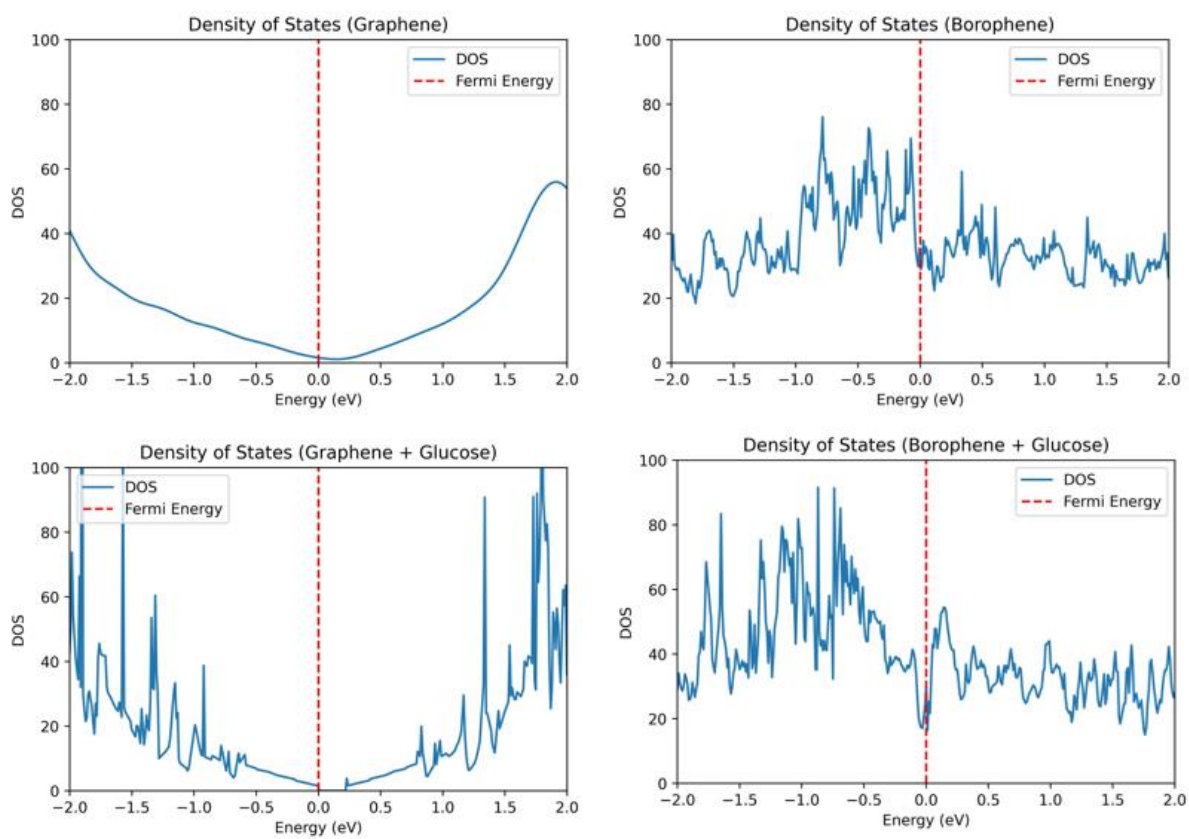 Density of States (Graphene)
100
80
60
40
20
0
DOS
DOS
Fermi Energy
−2.0 −1.5 −1.0 −0.5 0.0 0.5 1.0 1.5 2.0
Energy (eV)
Density of States (Borophene)
100
80
60
40
20
0
DOS
DOS
Fermi Energy
−2.0 −1.5 −1.0 −0.5 0.0 0.5 1.0 1.5 2.0
Energy (eV)
Density of States (Graphene + Glucose)
100
80
60
40
20
0
DOS
DOS
Fermi Energy
−2.0 −1.5 −1.0 −0.5 0.0 0.5 1.0 1.5 2.0
Energy (eV)
Density of States (Borophene + Glucose)
100
80
60
40
20
0
DOS
DOS
Fermi Energy
−2.0 −1.5 −1.0 −0.5 0.0 0.5 1.0 1.5 2.0
Energy (eV)